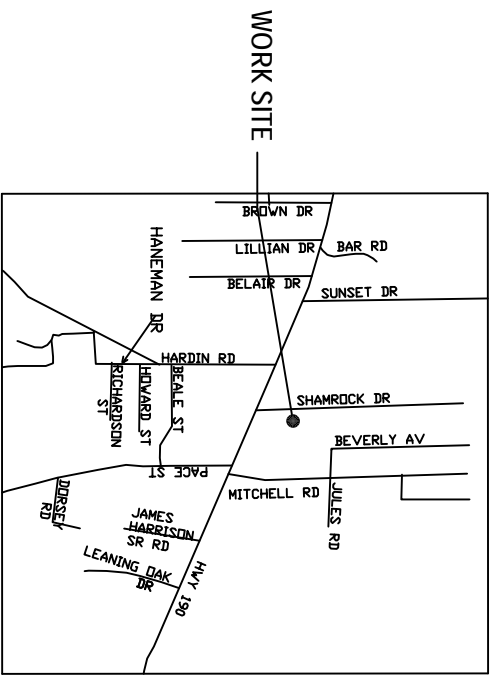 WORK SITE
BROWN DR
LILLIAN DR
BAR RD
BELAIR DR
SUNSET DR
HANEMAN DR
HARDIN RD
BEALE ST
HOWARD ST
RICHARDSON
ST
SHAMROCK DR
BEVERLY AV
PACE ST
MITCHELL RD
JULES RD
DORSEY
RD
JAMES
HARRISON
SR RD
LEANING OAK
DR
HWY 190